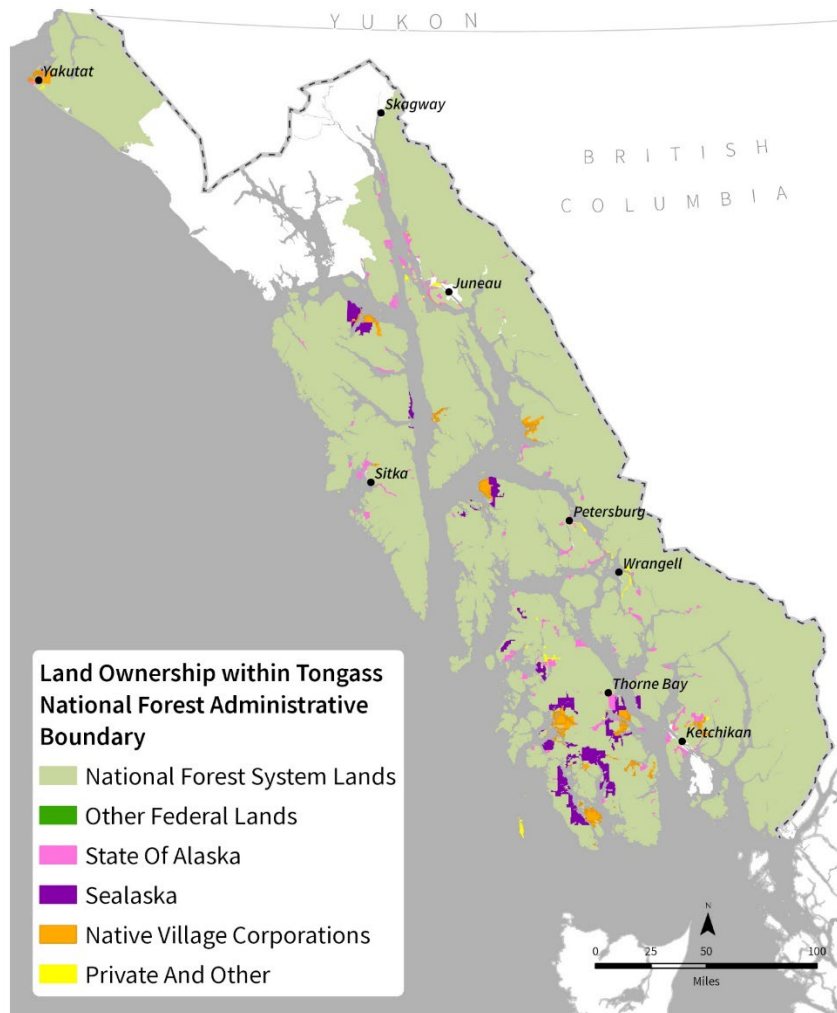 YUKON
Yakutat
Skagway
BRITISH
COLUMBIA
Juneau
Sitka
Petersburg
Wrangell
Thorne Bay
Ketchikan
Land Ownership within Tongass
National Forest Administrative
Boundary
National Forest System Lands
Other Federal Lands
State Of Alaska
Sealaska
Native Village Corporations
Private And Other
N
0 25 50 100
Miles